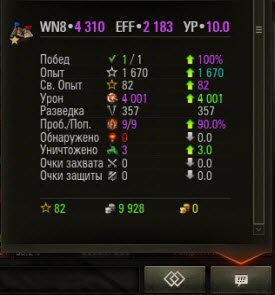 WN8•4 310 EFF•2 183 УР•10.0
Побед 1 / 1 100%
Опыт 1 670 1 670
Св. Опыт 82 82
Урон 4 001 4 001
Разведка 357 357
Проб./Поп. 9/9 90.0%
Обнаружено 0 0.0
Уничтожено 3 3.0
Очки захвата 0 0.0
Очки защиты 0 0.0
82 9 928 0